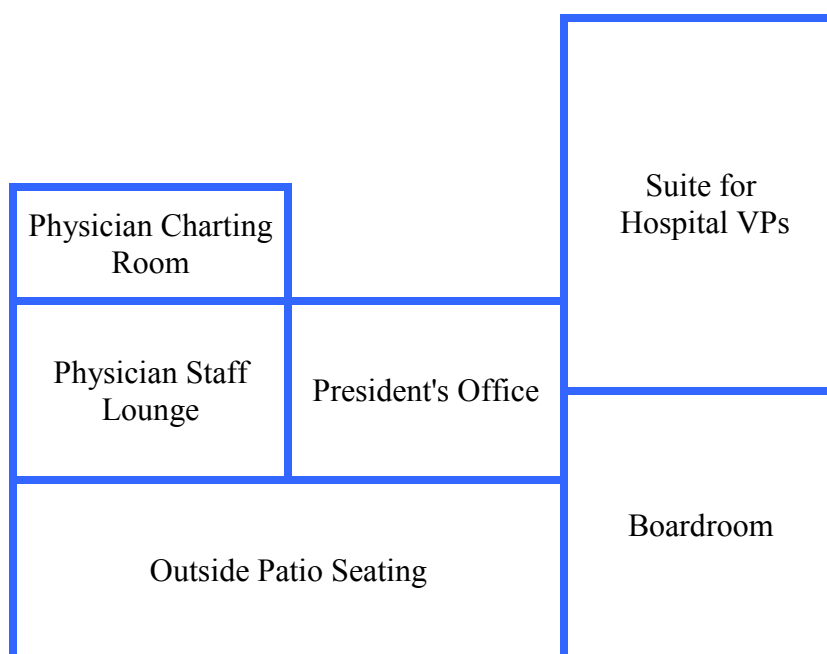 Suite for
Hospital VPs
Physician Charting
Room
Physician Staff
Lounge
President's Office
Boardroom
Outside Patio Seating